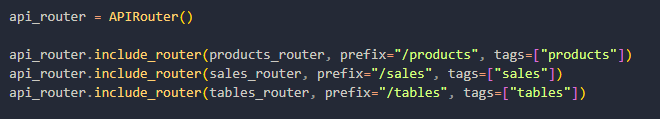 api_router = APIRouter()
api_router.include_router(products_router, prefix="/products", tags=["products"])
api_router.include_router(sales_router, prefix="/sales", tags=["sales"])
api_router.include_router(tables_router, prefix="/tables", tags=["tables"])